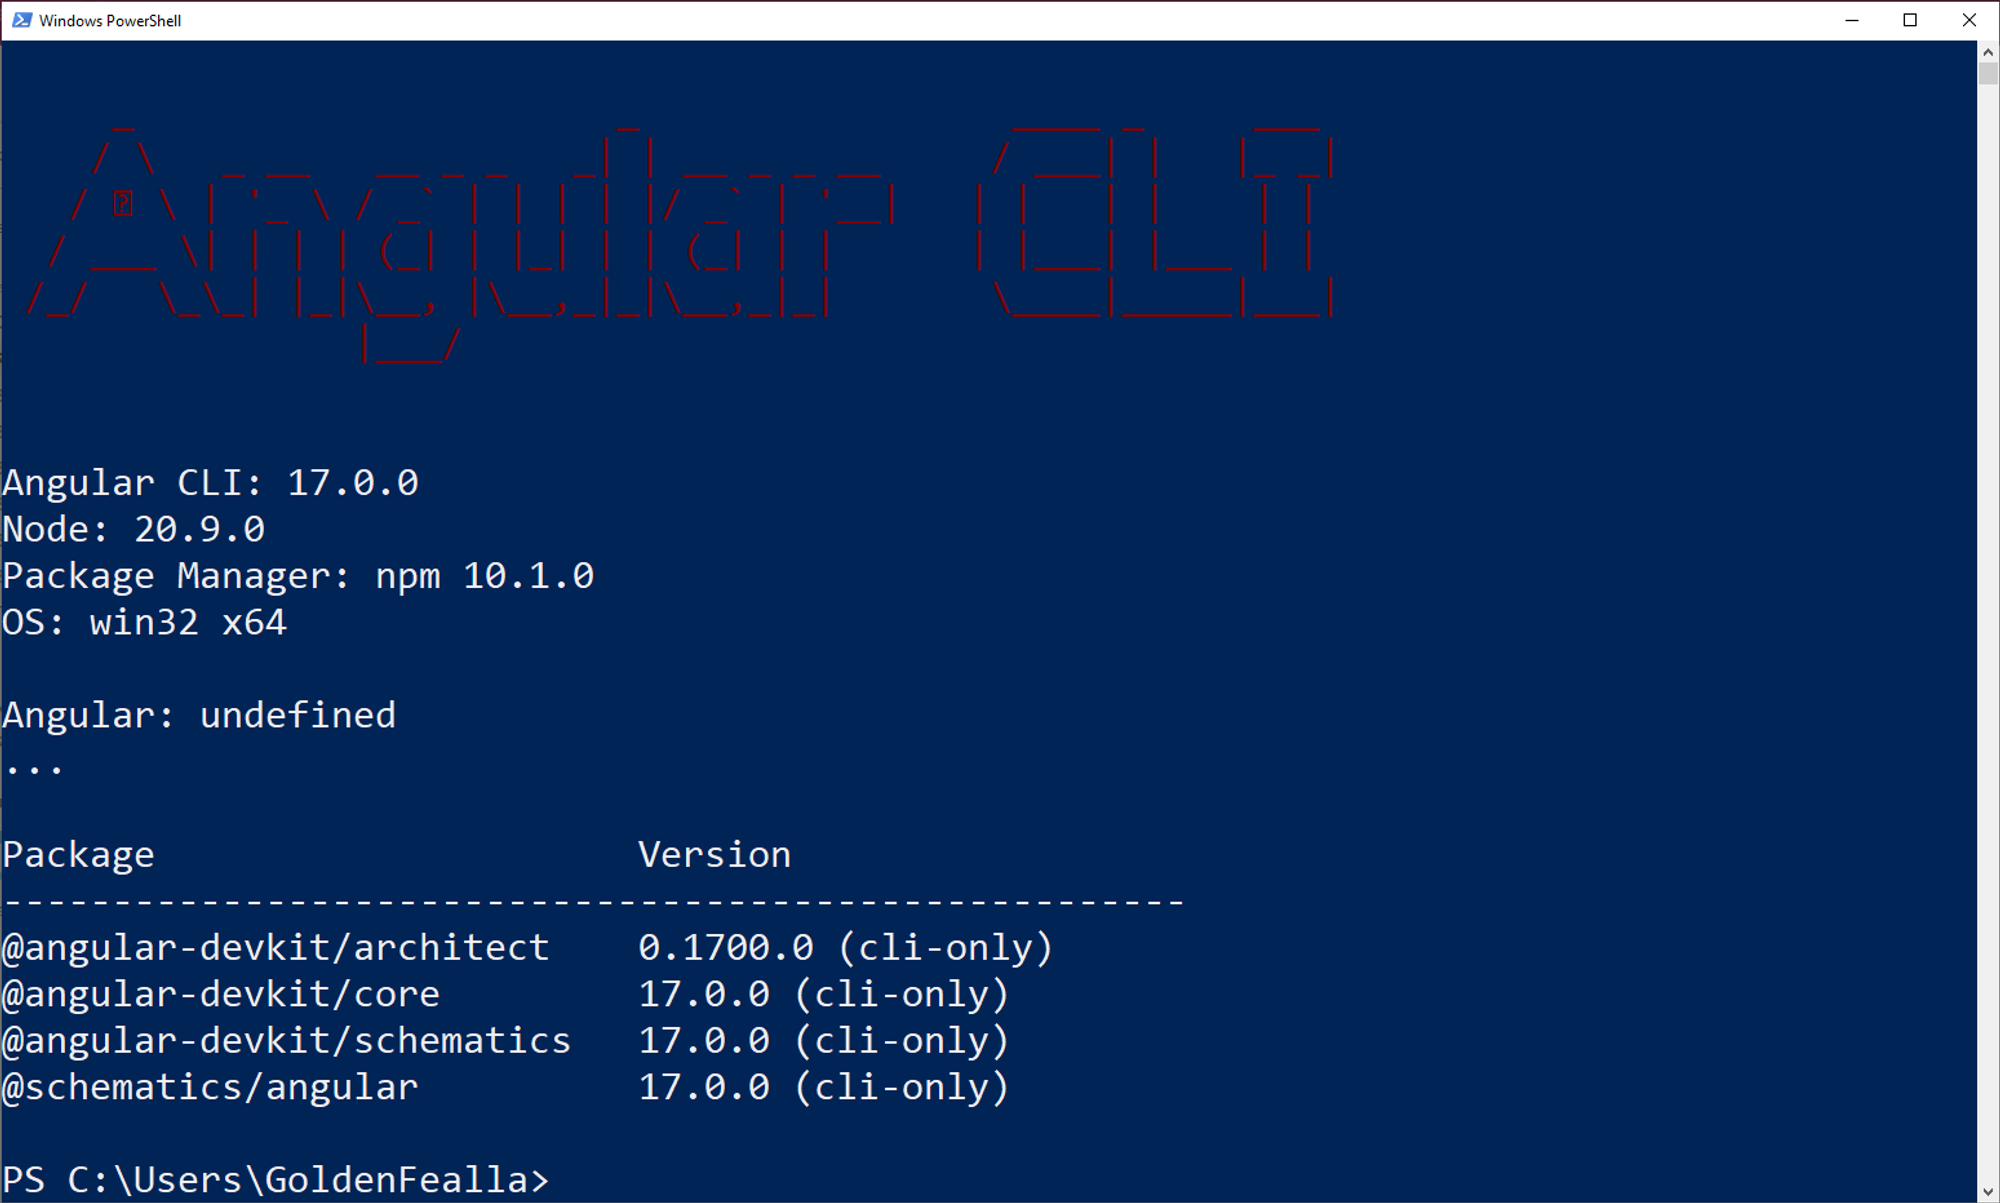 Windows PowerShell
Angular CLI
Angular CLI: 17.0.0
Node: 20.9.0
Package Manager: npm 10.1.0
OS: win32 x64
Angular: undefined
...
Package                      Version
------------------------------------------------------
@angular-devkit/architect    0.1700.0 (cli-only)
@angular-devkit/core         17.0.0 (cli-only)
@angular-devkit/schematics   17.0.0 (cli-only)
@schematics/angular          17.0.0 (cli-only)
PS C:\Users\GoldenFealla>